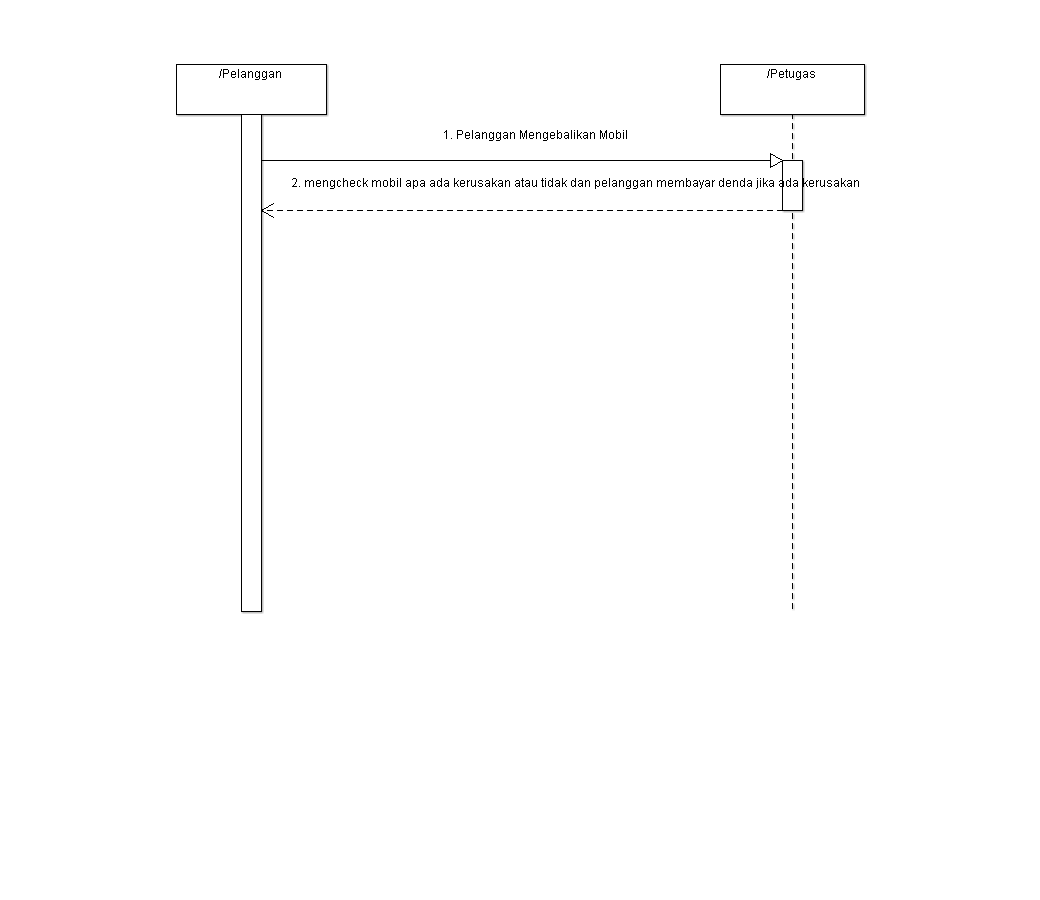 /Pelanggan
/Petugas
1. Pelanggan Mengebalikan Mobil
2. mengcheck mobil apa ada kerusakan atau tidak dan pelanggan membayar denda jika ada kerusakan